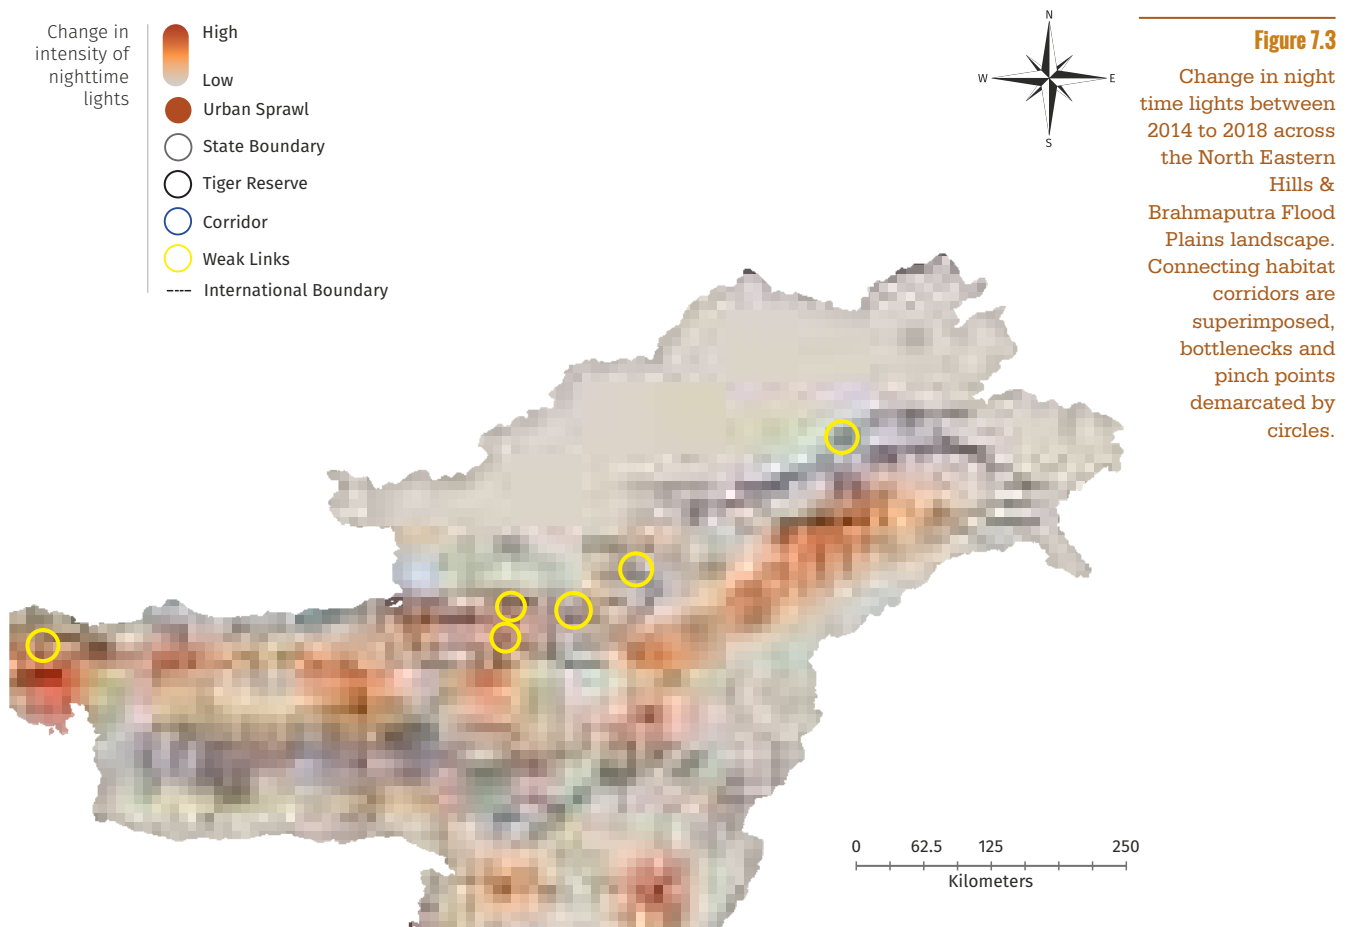 Change in
intensity of
nighttime
lights
High
Low
Urban Sprawl
State Boundary
Tiger Reserve
Corridor
Weak Links
International Boundary
N
W
E
S
Figure 7.3
Change in night
time lights between
2014 to 2018 across
the North Eastern
Hills &
Brahmaputra Flood
Plains landscape.
Connecting habitat
corridors are
superimposed,
bottlenecks and
pinch points
demarcated by
circles.
0 62.5 125 250
Kilometers